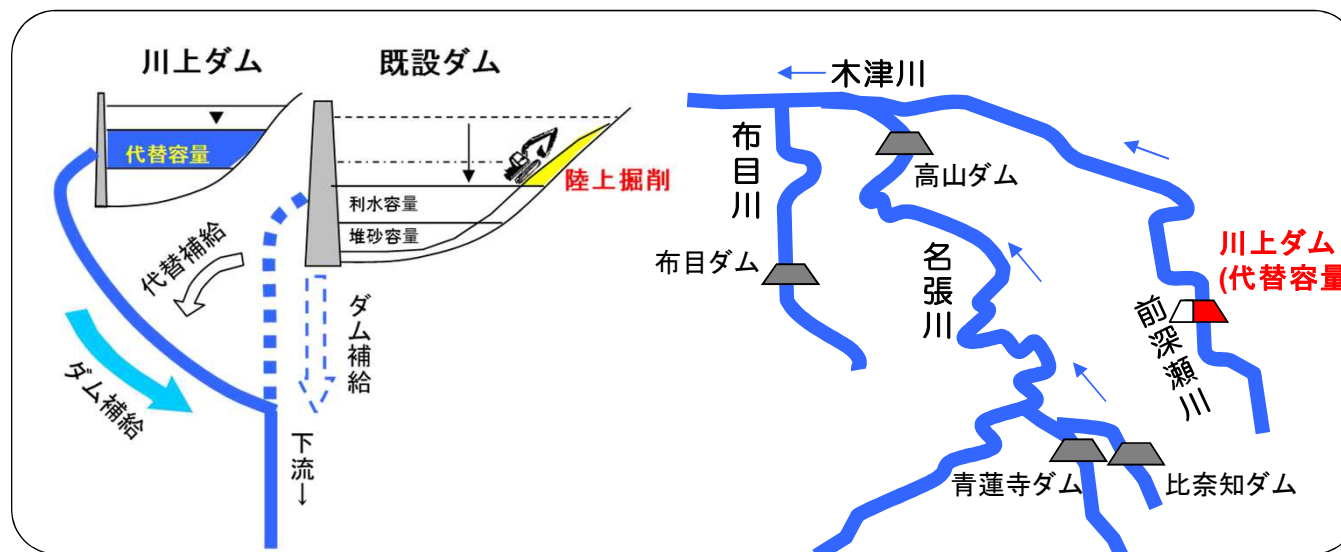 川上ダム
既設ダム
代替容量
陸上掘削
利水容量
堆砂容量
代替補給
ダム補給
ダム補給
下流→
木津川
布目川
高山ダム
布目ダム
名張川
川上ダム
(代替容量
前深瀬川
青蓮寺ダム
比奈知ダム